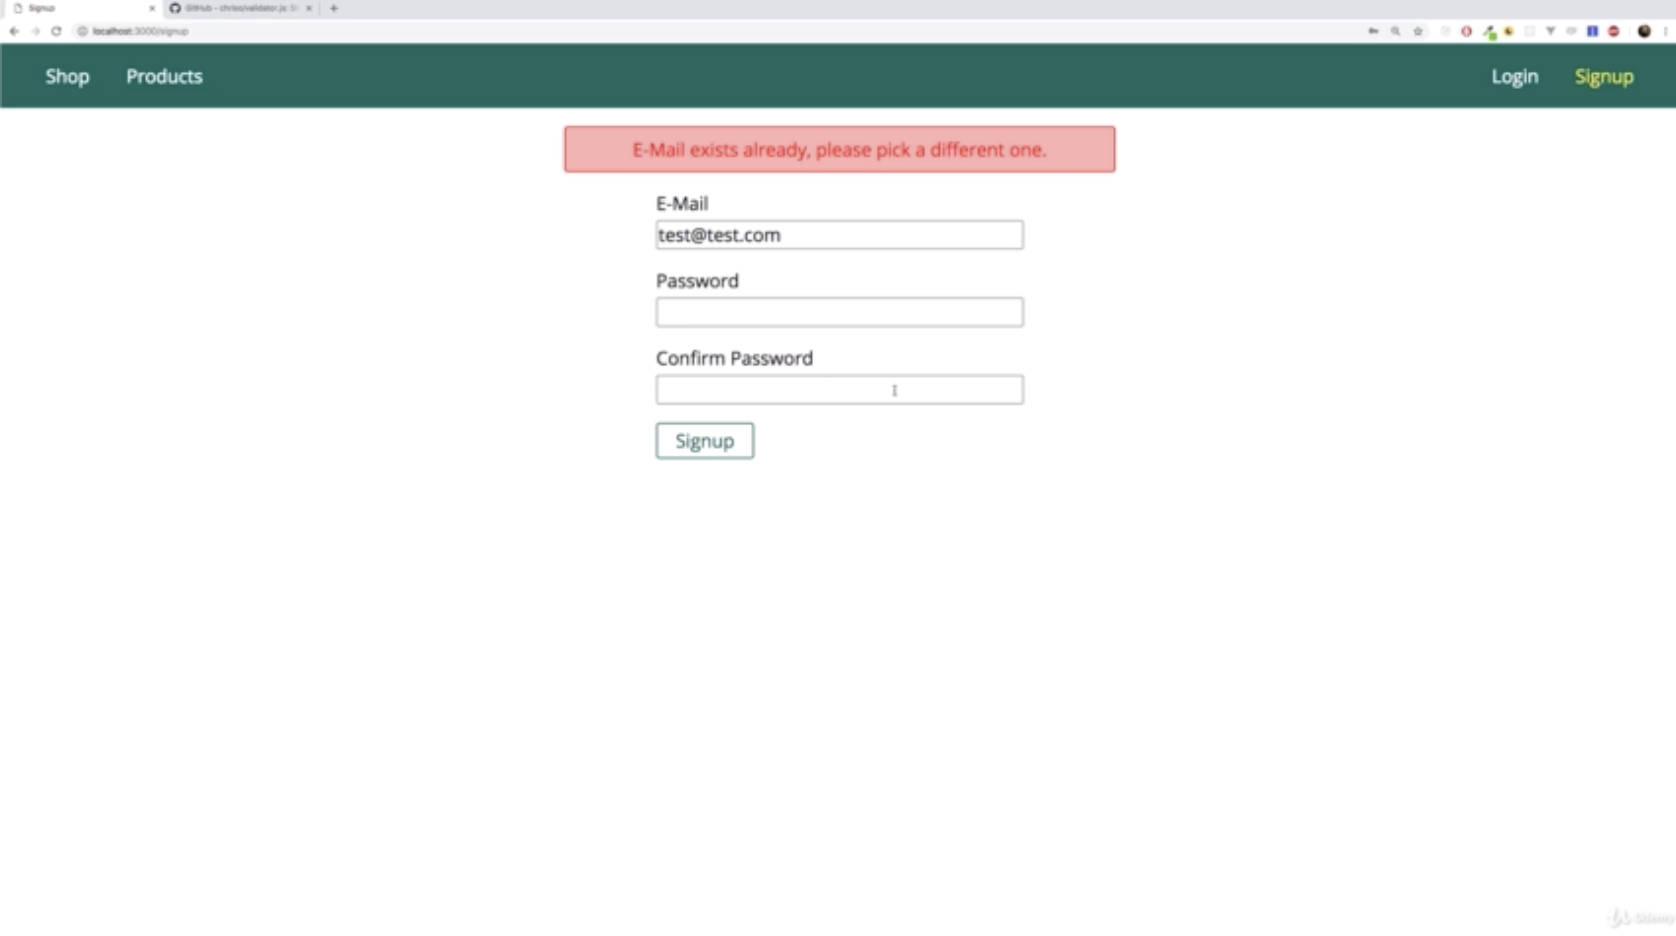 Signup
GitHub - chriso/validator.js: St
localhost:3000/signup
Shop
Products
Login
Signup
E-Mail exists already, please pick a different one.
E-Mail
test@test.com
Password
Confirm Password
Signup
Udemy